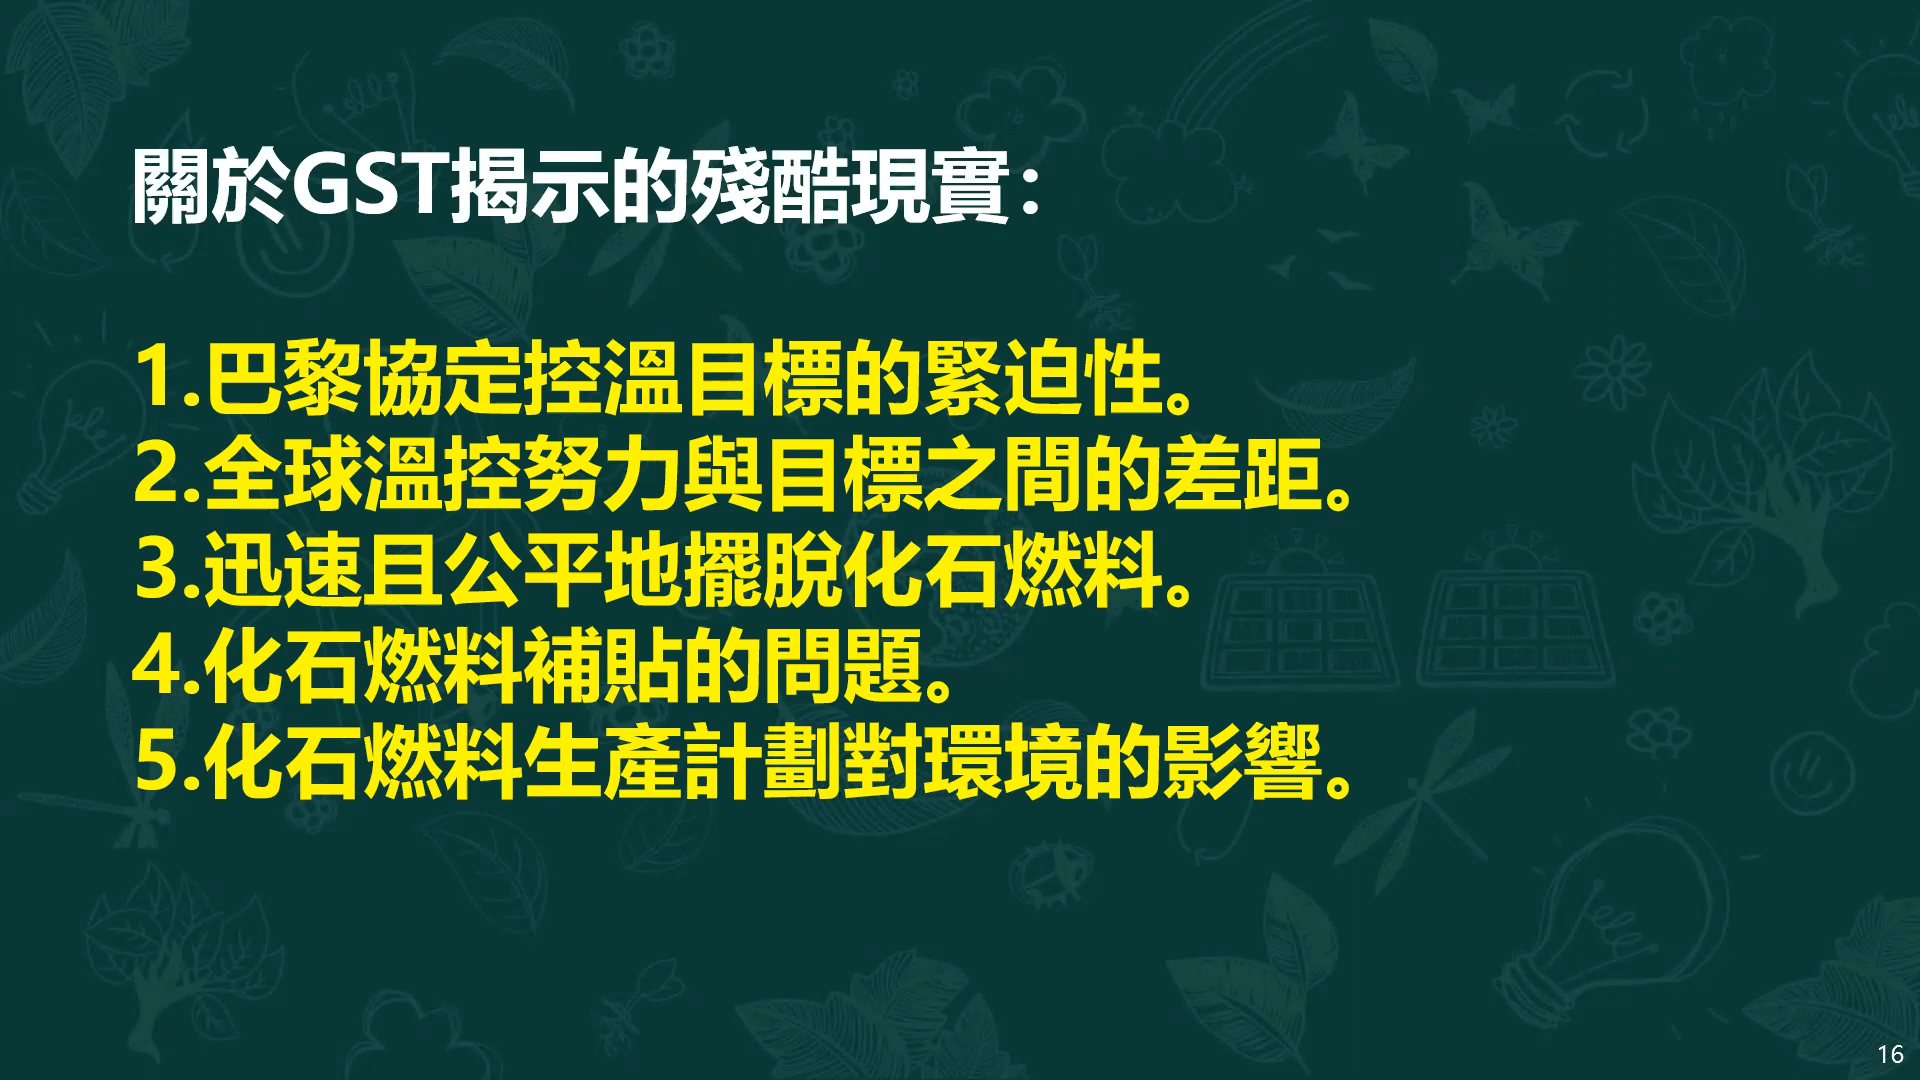 關於GST揭示的殘酷現實：
1.巴黎協定控溫目標的緊迫性。
2.全球溫控努力與目標之間的差距。
3.迅速且公平地擺脫化石燃料。
4.化石燃料補貼的問題。
5.化石燃料生產計劃對環境的影響。
16